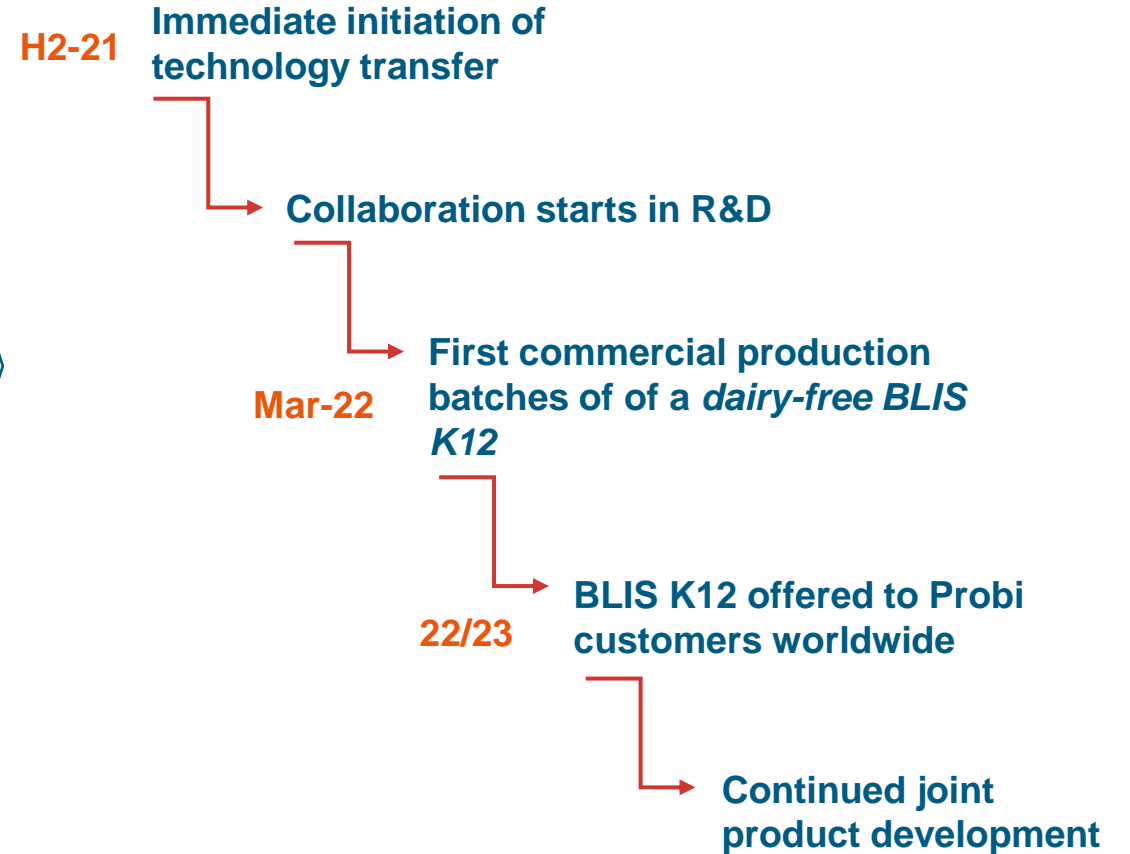 H2-21
Immediate initiation of
technology transfer
Collaboration starts in R&D
First commercial production
Mar-22
batches of of a dairy-free BLIS
K12
BLIS K12 offered to Probi
22/23
customers worldwide
Continued joint
product development